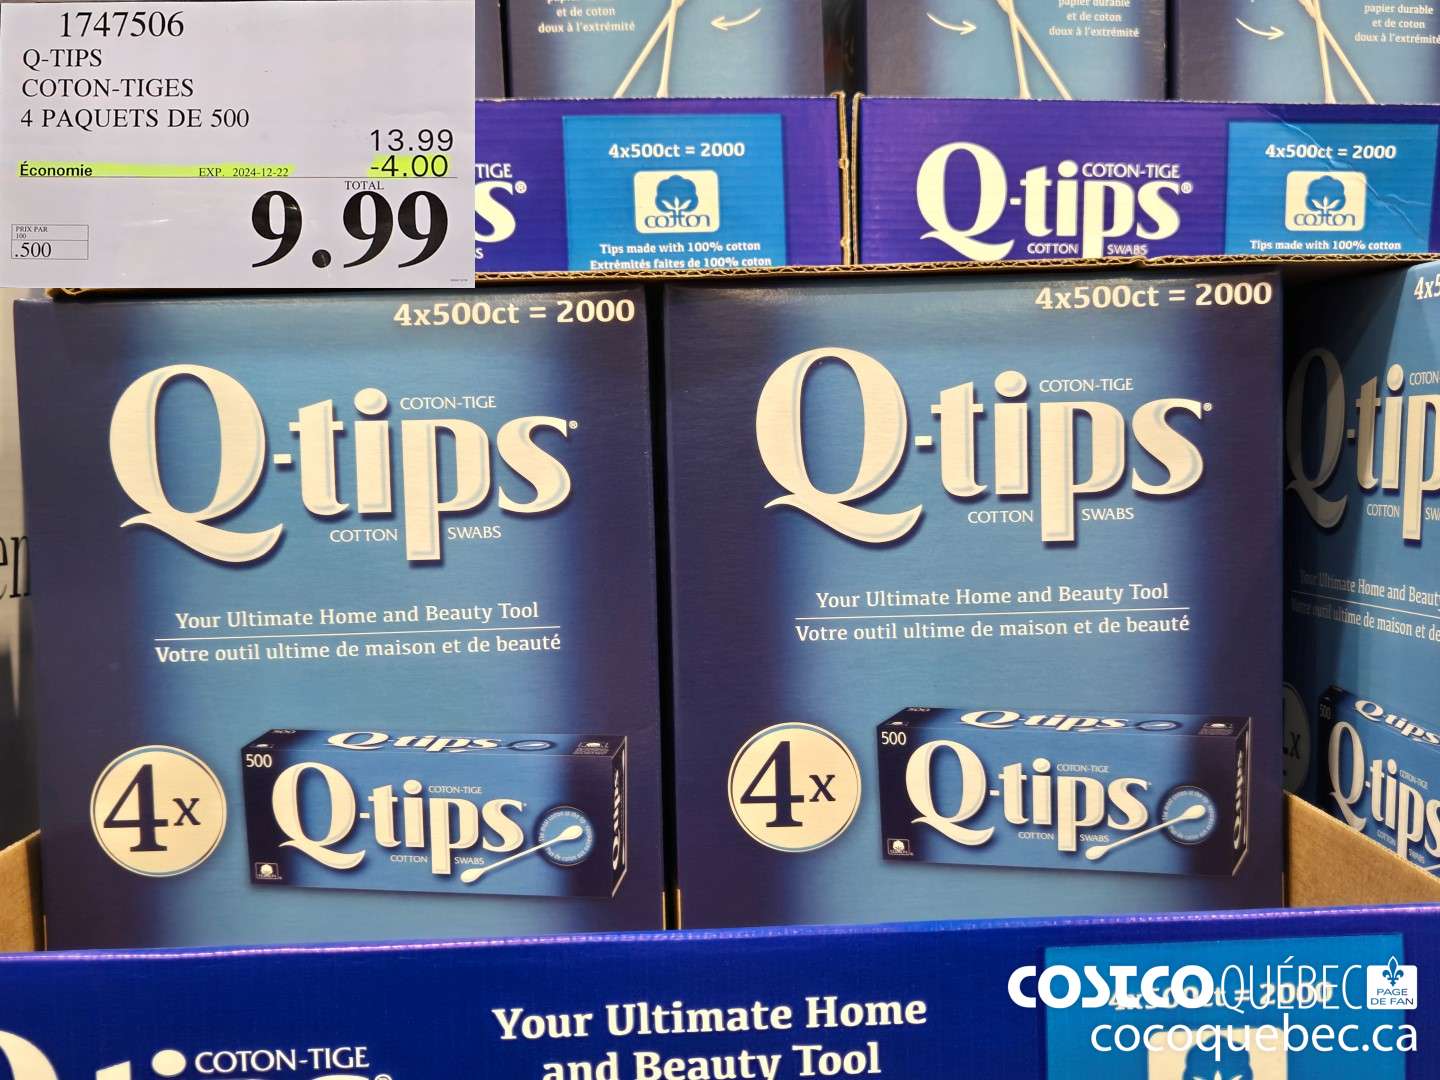 1747506
Q-TIPS
COTON-TIGES
4 PAQUETS DE 500
13.99
Économie EXP. 2024-12-22 -4.00
TOTAL
9.99
PRIX PAR
100
.500
et de coton
doux à l'extrémité
papier durable
et de coton
doux à l'extrémité
papier durable
et de coton
doux à l'extrémité
4x500ct = 2000
cotton
Tips made with 100% cotton
Extrémités faites de 100% coton
COTON-TIGE
Q-tips®
COTTON SWABS
4x500ct = 2000
cotton
Tips made with 100% cotton
4x500ct = 2000
COTON-TIGE
Q-tips®
COTTON SWABS
Your Ultimate Home and Beauty Tool
Votre outil ultime de maison et de beauté
4x
500
Q-tips
COTON-TIGE
Q-tips
COTTON SWABS
4x500ct = 2000
COTON-TIGE
Q-tips®
COTTON SWABS
Your Ultimate Home and Beauty Tool
Votre outil ultime de maison et de beauté
4x
500
Q-tips
COTON-TIGE
Q-tips
COTTON SWABS
Your Ultimate Home
and Beauty Tool
COTON-TIGE
4x500ct = 2000
COSTCO QUÉBEC
PAGE
DE FAN
cocoquebec.ca